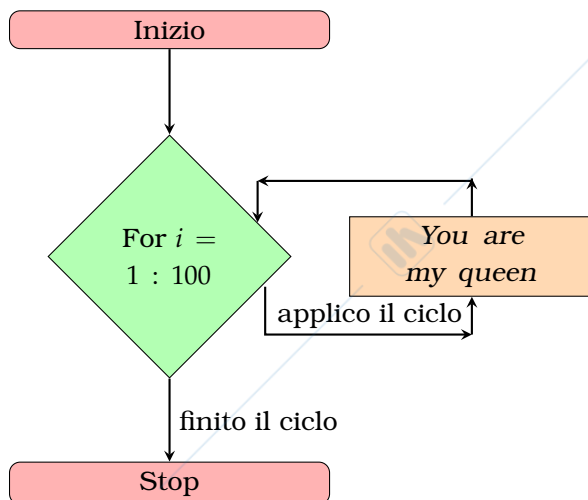 Inizio
For i =
1 : 100
You are
my queen
applico il ciclo
finito il ciclo
Stop